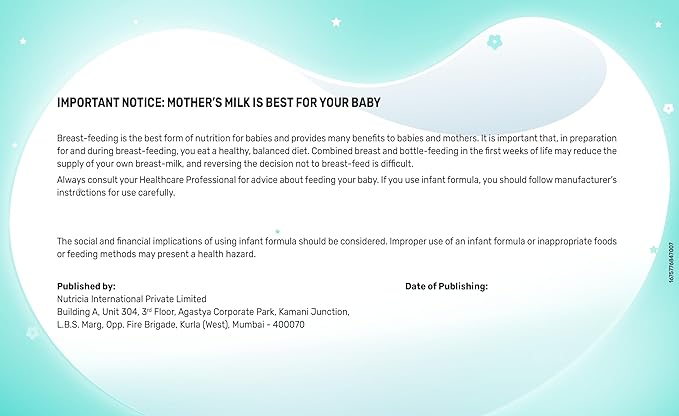 IMPORTANT NOTICE: MOTHER'S MILK IS BEST FOR YOUR BABY
Breast-feeding is the best form of nutrition for babies and provides many benefits to babies and mothers. It is important that, in preparation
for and during breast-feeding, you eat a healthy, balanced diet. Combined breast and bottle-feeding in the first weeks of life may reduce the
supply of your own breast-milk, and reversing the decision not to breast-feed is difficult.
Always consult your Healthcare Professional for advice about feeding your baby. If you use infant formula, you should follow manufacturer's
instructions for use carefully.
The social and financial implications of using infant formula should be considered. Improper use of an infant formula or inappropriate foods
or feeding methods may present a health hazard.
Published by:
Nutricia International Private Limited
Building A, Unit 304, 3rd Floor, Agastya Corporate Park, Kamani Junction,
L.B.S. Marg, Opp. Fire Brigade, Kurla (West), Mumbai - 400070
Date of Publishing: